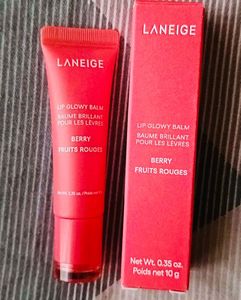 LANEIGE
LIP GLOWY BALM
BAUME BRILLANT
POUR LES LÈVRES
BERRY
FRUITS ROUGES
LANEIGE
LIP GLOWY BALM
BAUME BRILLANT
POUR LES LÈVRES
BERRY
FRUITS ROUGES
Net Wt. 0.35 oz.
Poids net 10 g